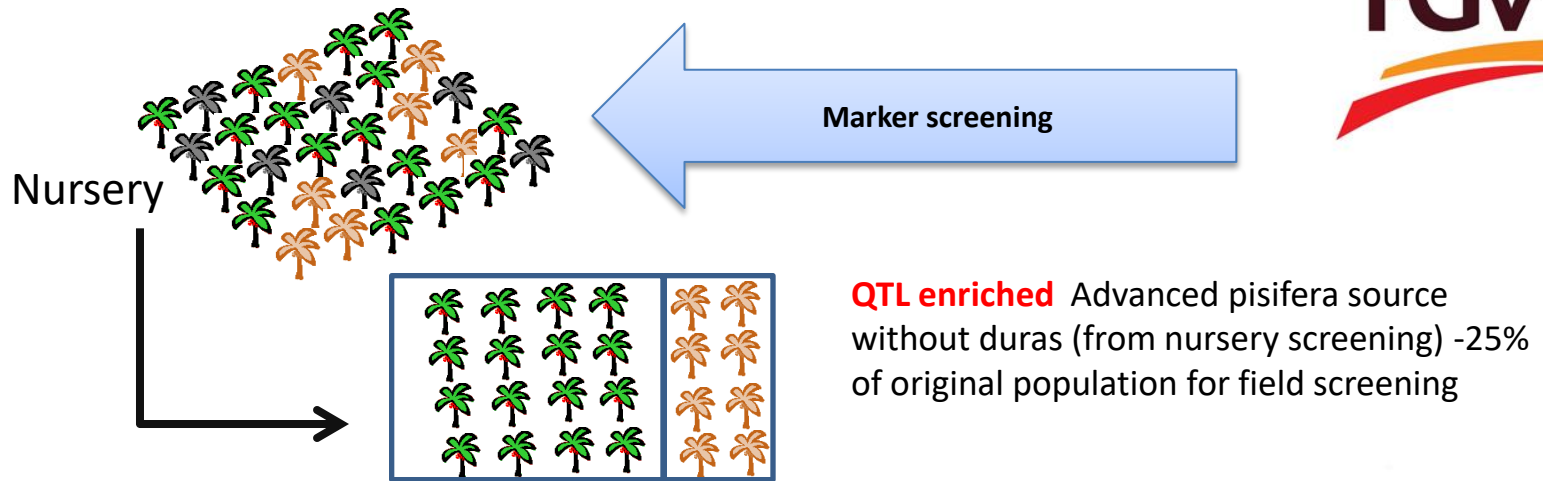 Marker screening
Nursery
QTL enriched Advanced pisifera source
without duras (from nursery screening) -25%
of original population for field screening